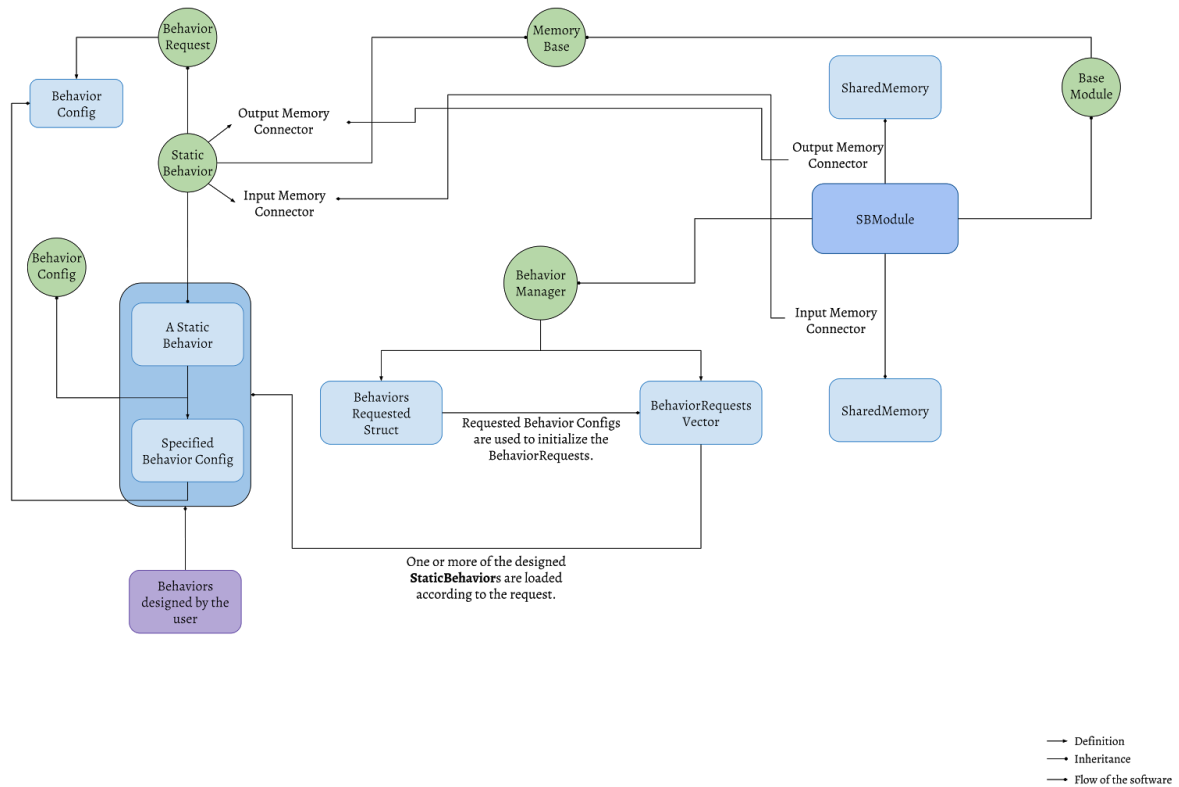 Behavior
Request
Memory
Base
SharedMemory
Base
Module
Behavior
Config
Output Memory
Connector
Static
Behavior
Output Memory
Connector
Input Memory
Connector
SBModule
Behavior
Config
Behavior
Manager
A Static
Behavior
Input Memory
Connector
Behaviors
Requested
Struct
BehaviorRequests
Vector
SharedMemory
Requested Behavior Configs
are used to initialize the
BehaviorRequests.
Specified
Behavior Config
One or more of the designed
StaticBehaviors are loaded
according to the request.
Behaviors
designed by the
user
Definition
Inheritance
Flow of the software